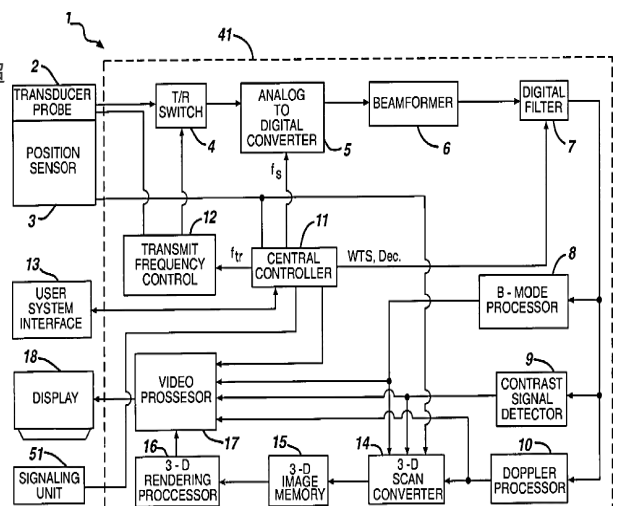 1
41
2
TRANSDUCER
PROBE
POSITION
SENSOR
3
T/R
SWITCH
4
ANALOG
TO
DIGITAL
CONVERTER
5
BEAMFORMER
6
DIGITAL
FILTER
7
fs
12
TRANSMIT
FREQUENCY
CONTROL
ftr
11
CENTRAL
CONTROLLER
WTS, Dec.
8
B - MODE
PROCESSOR
13
USER
SYSTEM
INTERFACE
18
DISPLAY
VIDEO
PROSSESOR
17
9
CONTRAST
SIGNAL
DETECTOR
51
SIGNALING
UNIT
16
3 - D
RENDERING
PROCCESSOR
15
3-D
IMAGE
MEMORY
14
3-D
SCAN
CONVERTER
10
DOPPLER
PROCESSOR